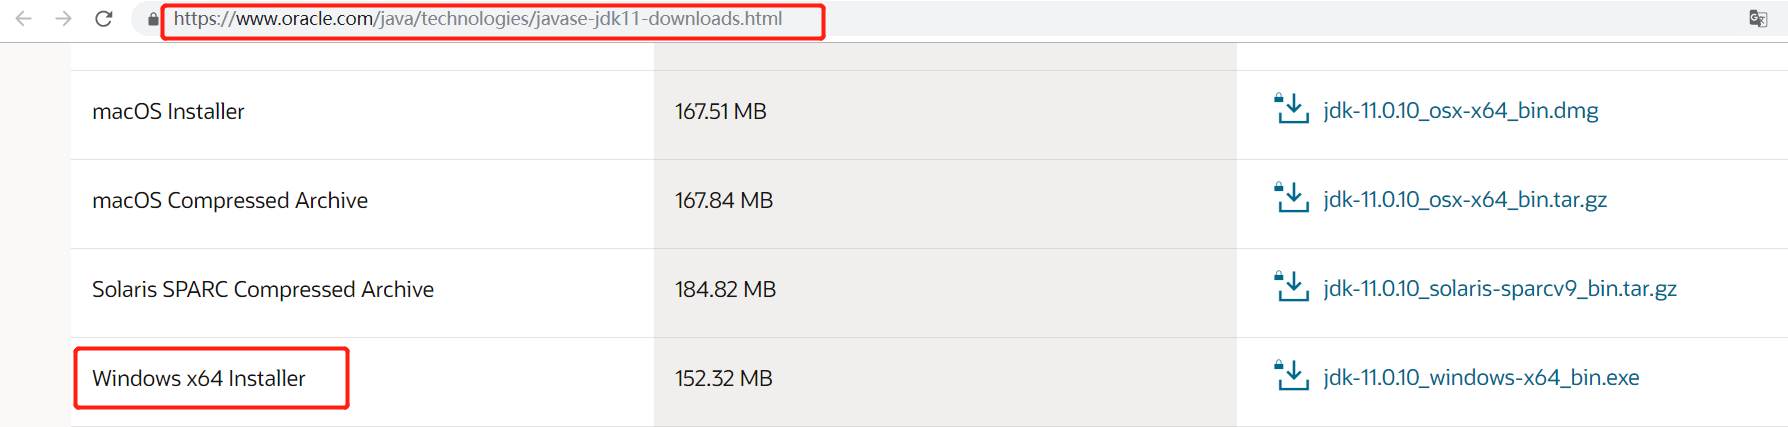 https://www.oracle.com/java/technologies/javase-jdk11-downloads.html
macOS Installer 167.51 MB jdk-11.0.10_osx-x64_bin.dmg
macOS Compressed Archive 167.84 MB jdk-11.0.10_osx-x64_bin.tar.gz
Solaris SPARC Compressed Archive 184.82 MB jdk-11.0.10_solaris-sparcv9_bin.tar.gz
Windows x64 Installer 152.32 MB jdk-11.0.10_windows-x64_bin.exe